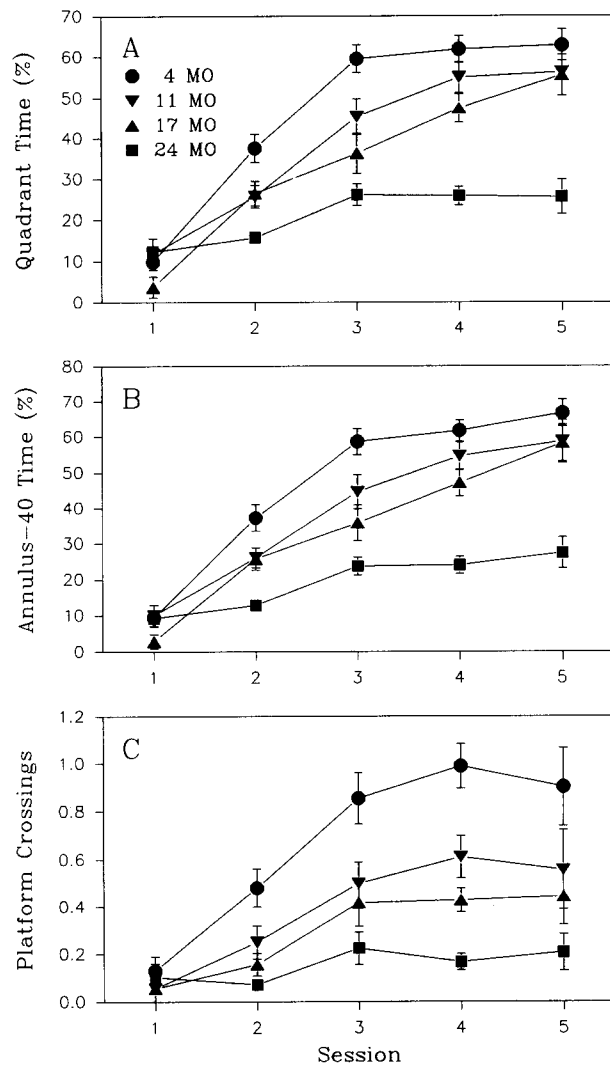 Quadrant Time (%)
70
60
50
40
30
20
10
0
A
4 MO
11 MO
17 MO
24 MO
1 2 3 4 5
Annulus-40 Time (%)
80
70
60
50
40
30
20
10
0
B
1 2 3 4 5
Platform Crossings
1.2
1.0
0.8
0.6
0.4
0.2
0.0
C
1 2 3 4 5
Session